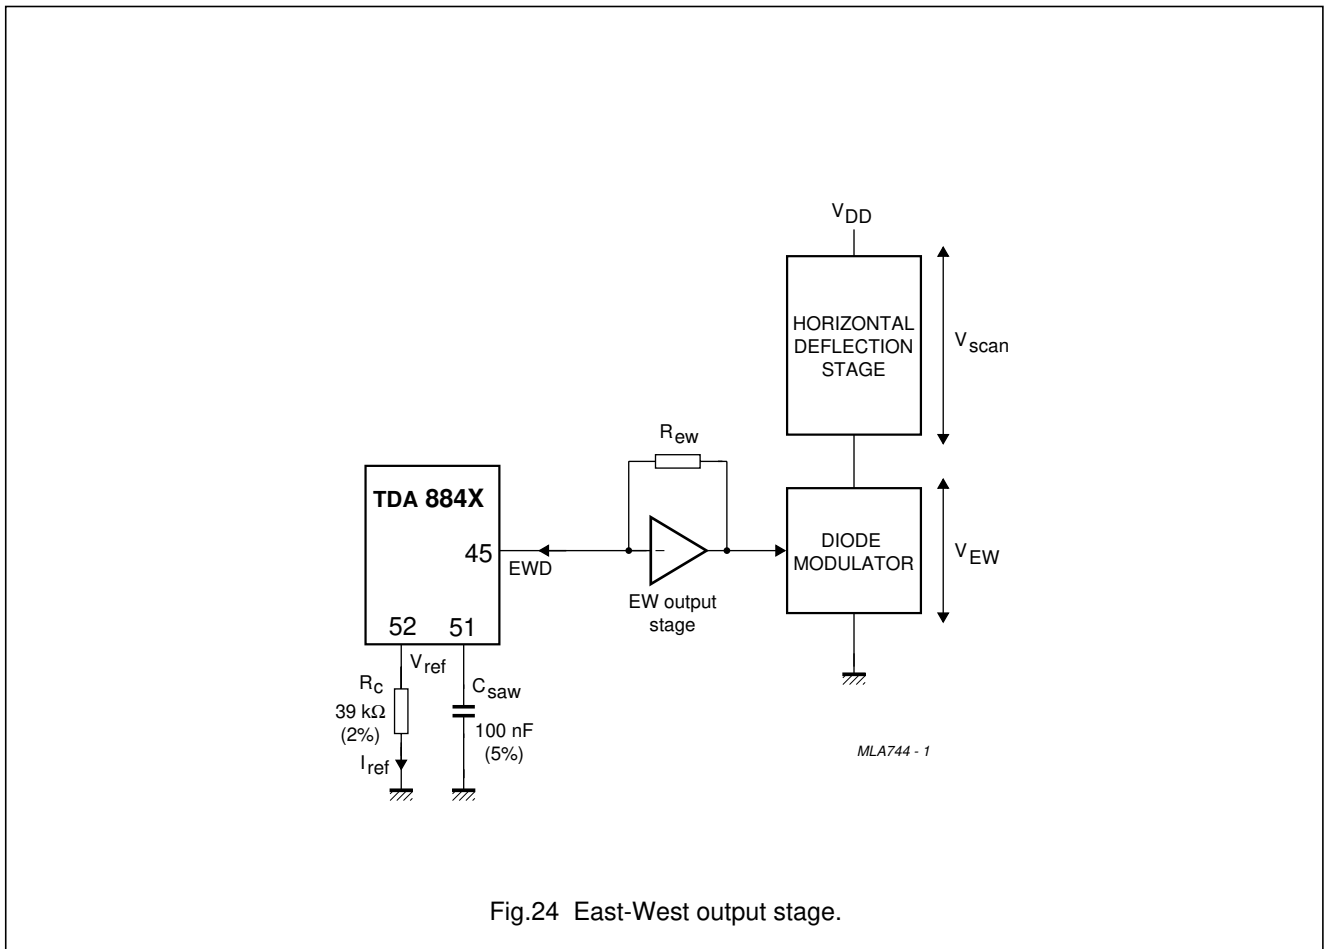 VDD
HORIZONTAL
DEFLECTION
STAGE
Vscan
Rew
TDA 884X
45
EWD
EW output
stage
DIODE
MODULATOR
VEW
52
51
Vref
Rc
39 kΩ
(2%)
Iref
Csaw
100 nF
(5%)
MLA744 - 1
Fig.24 East-West output stage.